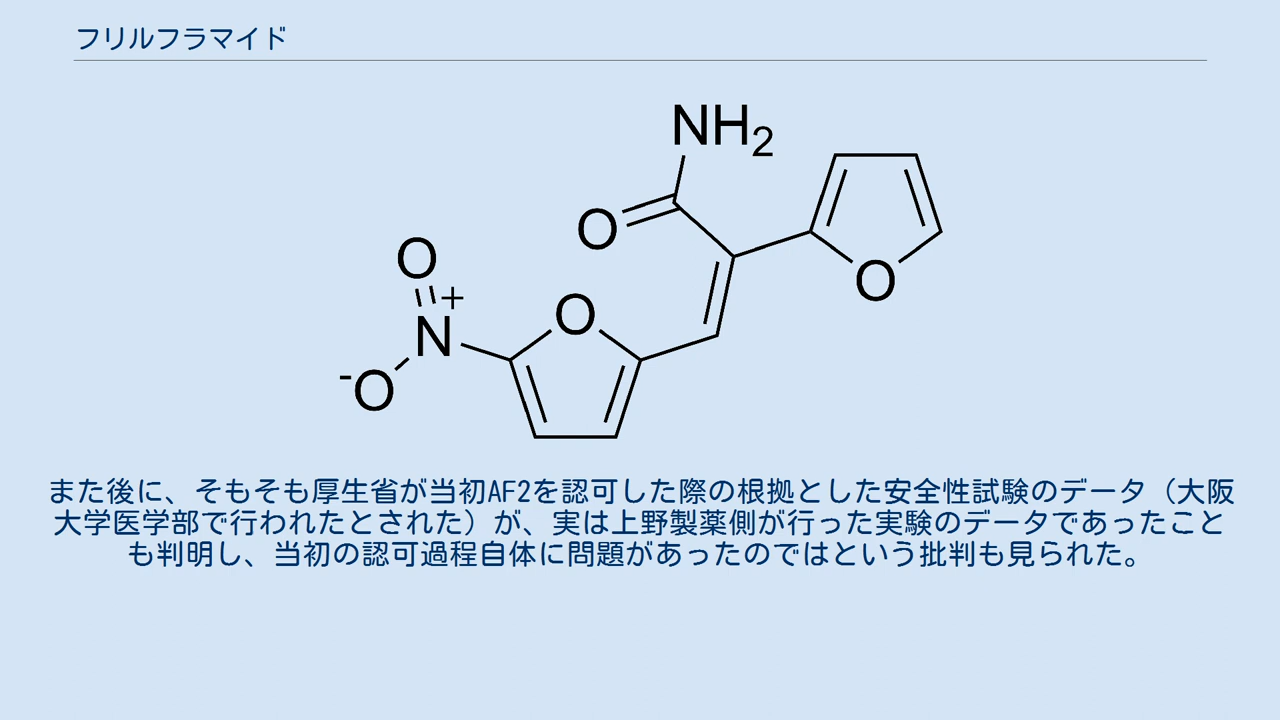 フリルフラマイド
NH2
O
O
O
O
N+
-O
また後に、そもそも厚生省が当初AF2を認可した際の根拠とした安全性試験のデータ（大阪
大学医学部で行われたとされた）が、実は上野製薬側が行った実験のデータであったこと
も判明し、当初の認可過程自体に問題があったのではという批判も見られた。